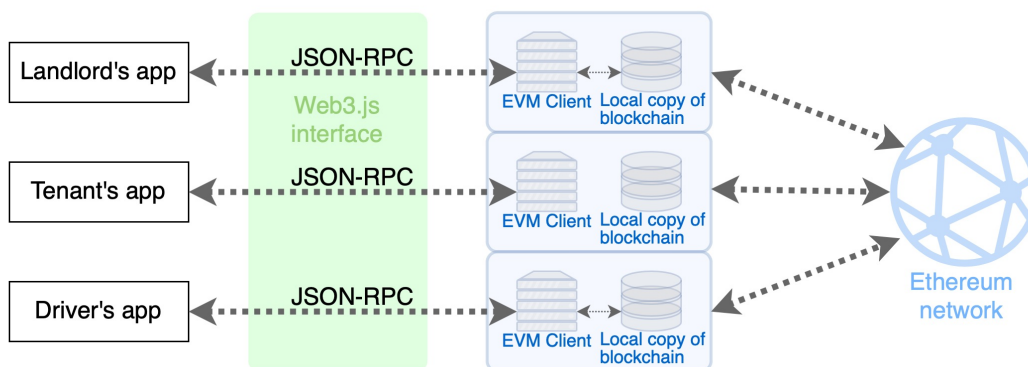 Landlord's app
JSON-RPC
Web3.js
interface
EVM Client
Local copy of
blockchain
Tenant's app
JSON-RPC
EVM Client
Local copy of
blockchain
Driver's app
JSON-RPC
EVM Client
Local copy of
blockchain
Ethereum
network